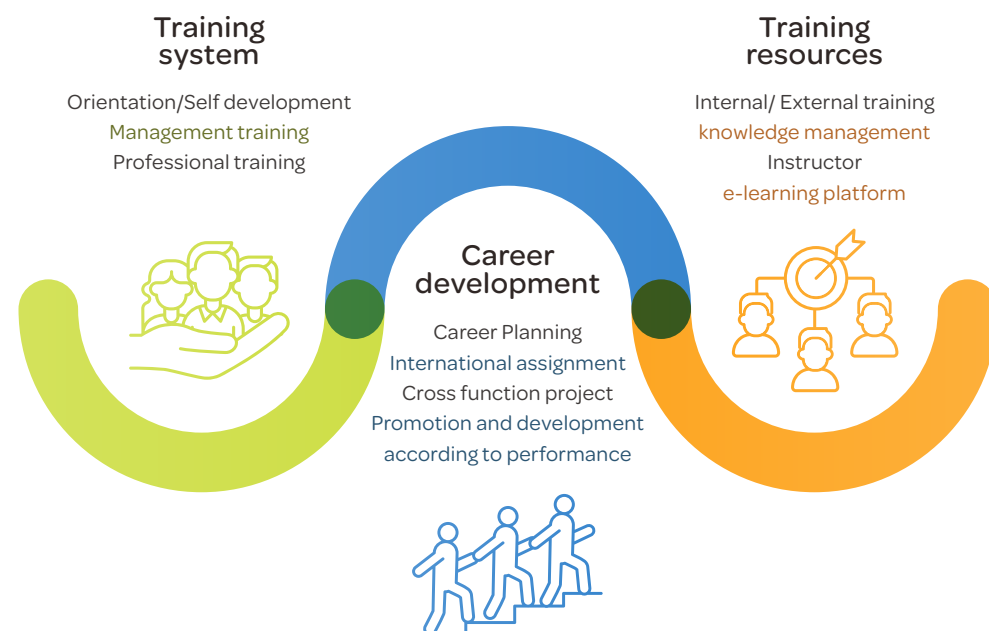 Training
system
Orientation/Self development
Management training
Professional training
Career
development
Career Planning
International assignment
Cross function project
Promotion and development
according to performance
Training
resources
Internal/ External training
knowledge management
Instructor
e-learning platform